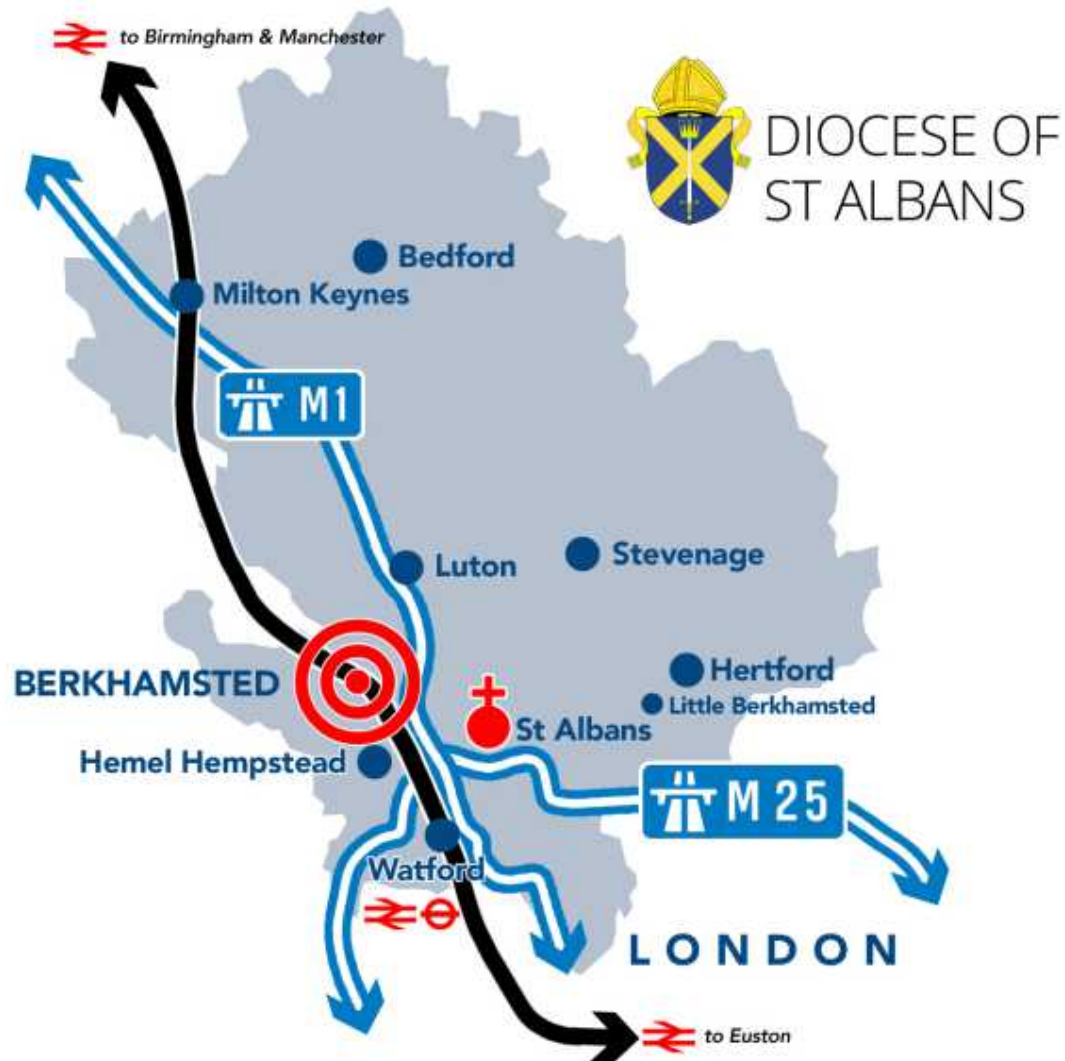 to Birmingham & Manchester
DIOCESE OF
ST ALBANS
Bedford
Milton Keynes
M1
Luton
Stevenage
BERKHAMSTED
Hertford
Little Berkhamsted
St Albans
Hemel Hempstead
M 25
Watford
LONDON
to Euston